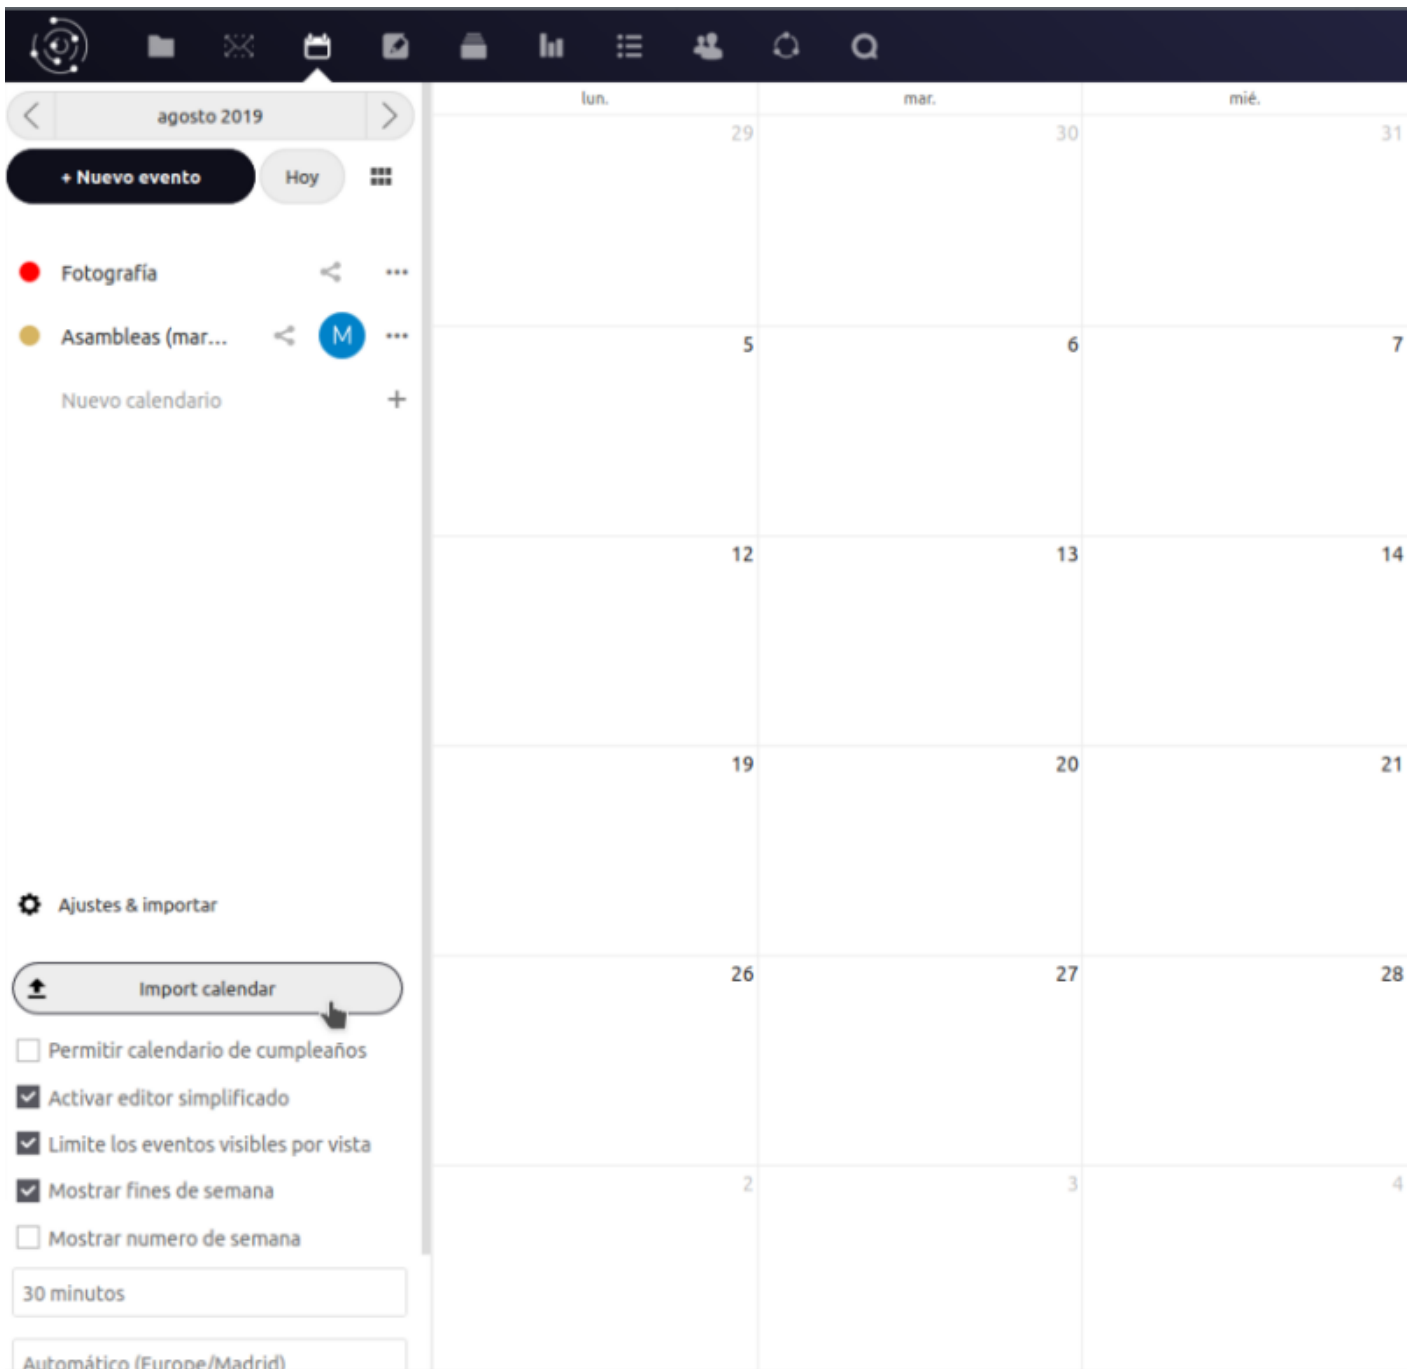 agosto 2019
+ Nuevo evento
Hoy
Fotografía
Asambleas (mar...
M
Nuevo calendario
Ajustes & importar
Import calendar
Permitir calendario de cumpleaños
Activar editor simplificado
Limite los eventos visibles por vista
Mostrar fines de semana
Mostrar numero de semana
30 minutos
Automático (Europe/Madrid)
lun. mar. mié.
29 30 31
5 6 7
12 13 14
19 20 21
26 27 28
2 3 4